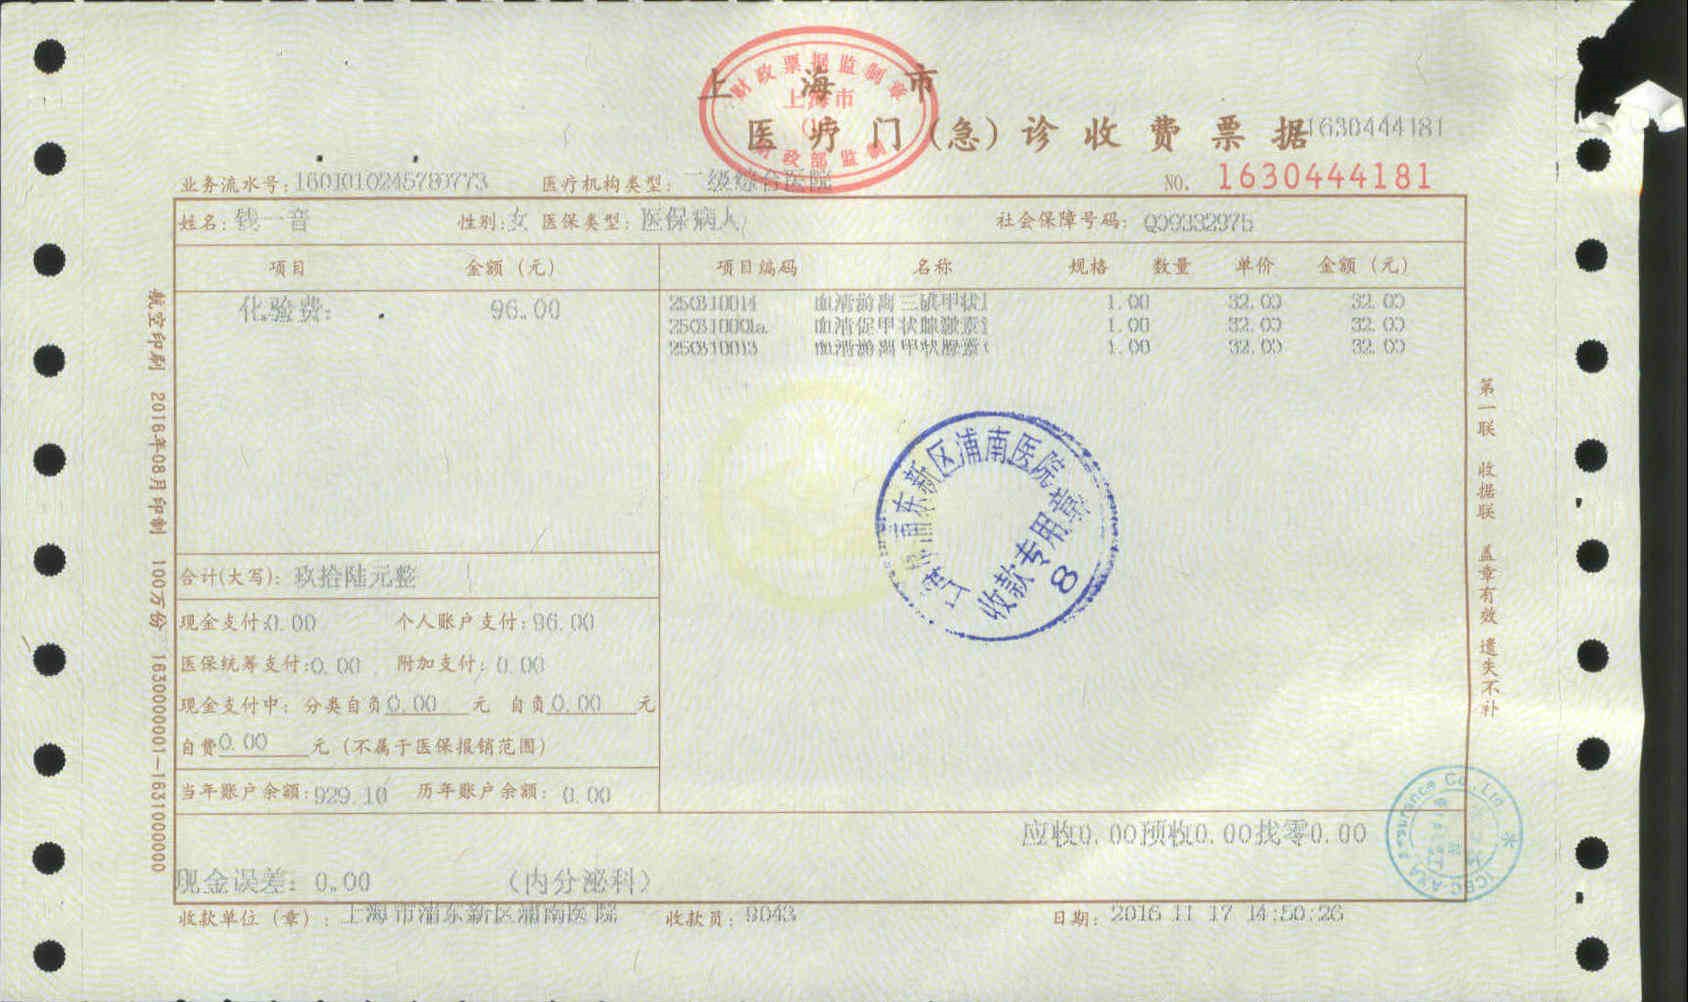 上海市
医疗门(急)诊收费票据 1630444181
业务流水号: 医疗机构类型: 二级综合医院 NO. 1630444181
姓名: 钱一音 性别: 女 医保类型: 医保病人 社会保障号码: Q09332975
项目 金额(元) 项目编码 名称 规格 数量 单价 金额(元)
化验费: 96.00 250310014 血清游离三碘甲状 1.00 32.00 32.00
血清促甲状腺激素 1.00 32.00 32.00
250310013 血清游离甲状腺素( 1.00 32.00 32.00
合计(大写): 玖拾陆元整
现金支付:0.00 个人账户支付:96.00
医保统筹支付:0.00 附加支付: 0.00
现金支付中: 分类自负0.00 元 自负0.00 元
自费0.00 元 (不属于医保报销范围)
当年账户余额:929.10 历年账户余额: 0.00
应收0.00预收0.00找零0.00
现金误差: 0.00 (内分泌科)
收款单位(章): 上海市浦东新区浦南医院 收款员: 9043 日期: 2016 11 17 14:50:26
航空印刷 2016年08月印制 100万份 1630000001-1631000000
第一联 收据联 盖章有效 遗失不补
财政票据监制章
上海市
财政部监制
浦东新区浦南医院
收款专用章
8
ICBC-AXA Assurance Co., Ltd